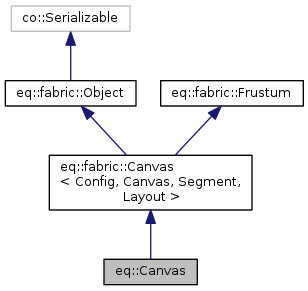 co::Serializable
eq::fabric::Object
eq::fabric::Frustum
eq::fabric::Canvas
< Config, Canvas, Segment,
Layout >
eq::Canvas